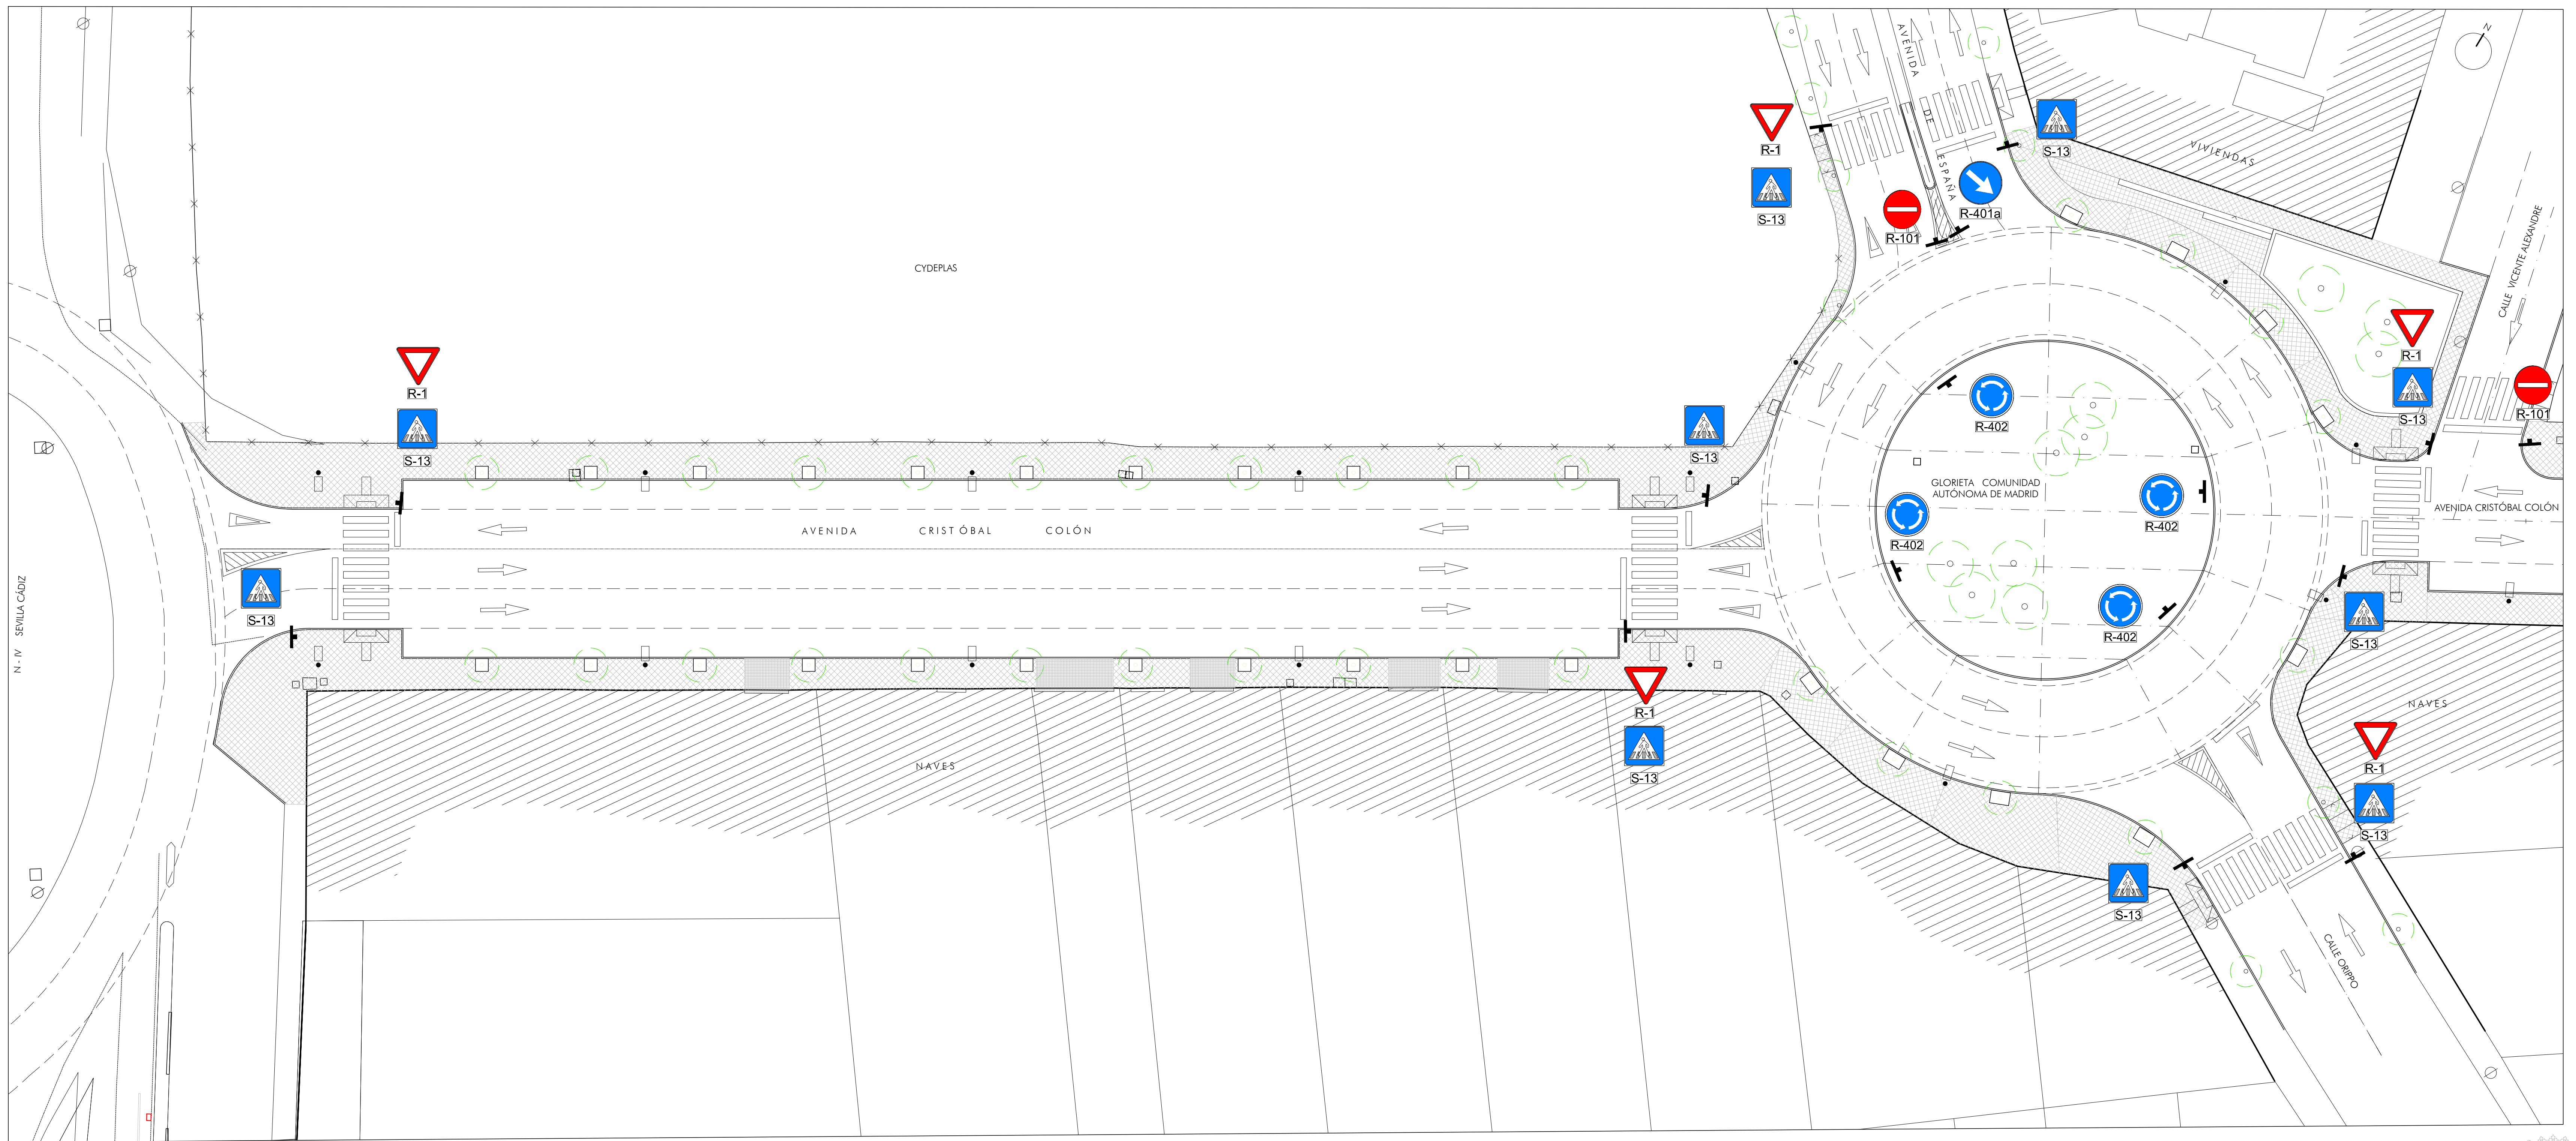 N
AVENIDA
DE
ESPAÑA
R-1
S-13
S-13
R-401a
R-101
VIVIENDAS
CALLE VICENTE ALEXANDRE
CYDEPLAS
R-1
S-13
S-13
R-402
R-1
S-13
R-101
GLORIETA COMUNIDAD
AUTÓNOMA DE MADRID
R-402
R-402
R-402
AVENIDA CRISTÓBAL COLÓN
AVENIDA CRISTÓBAL COLÓN
N - IV SEVILLA CÁDIZ
S-13
S-13
R-1
S-13
NAVES
NAVES
R-1
S-13
S-13
CALLE ORIPPO